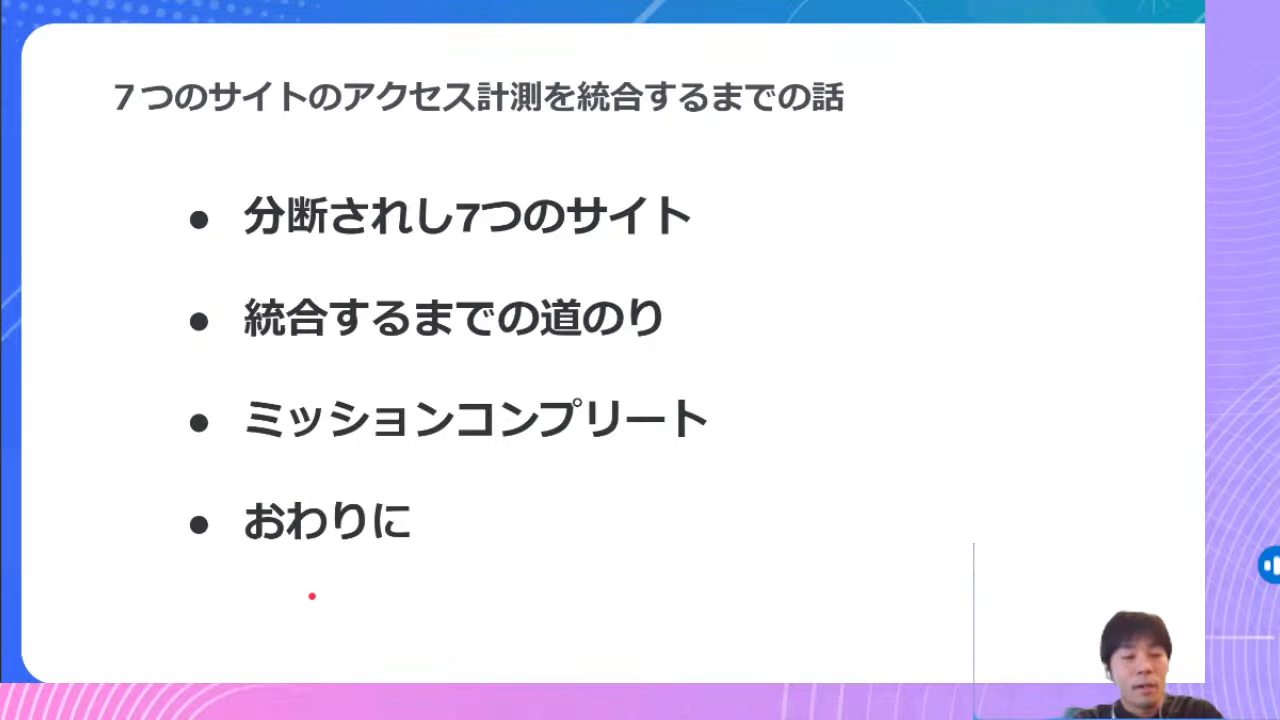 ７つのサイトのアクセス計測を統合するまでの話
● 分断されし7つのサイト
● 統合するまでの道のり
● ミッションコンプリート
● おわりに